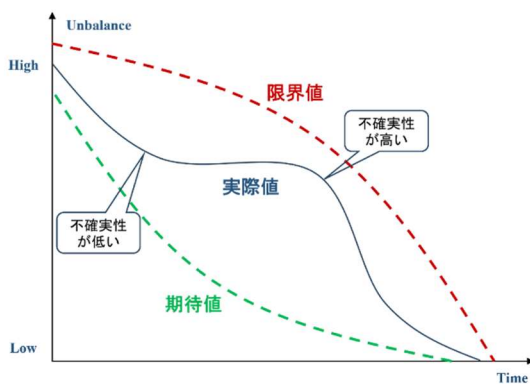 Unbalance
High
限界値
不確実性
が高い
実際値
不確実性
が低い
期待値
Low
Time